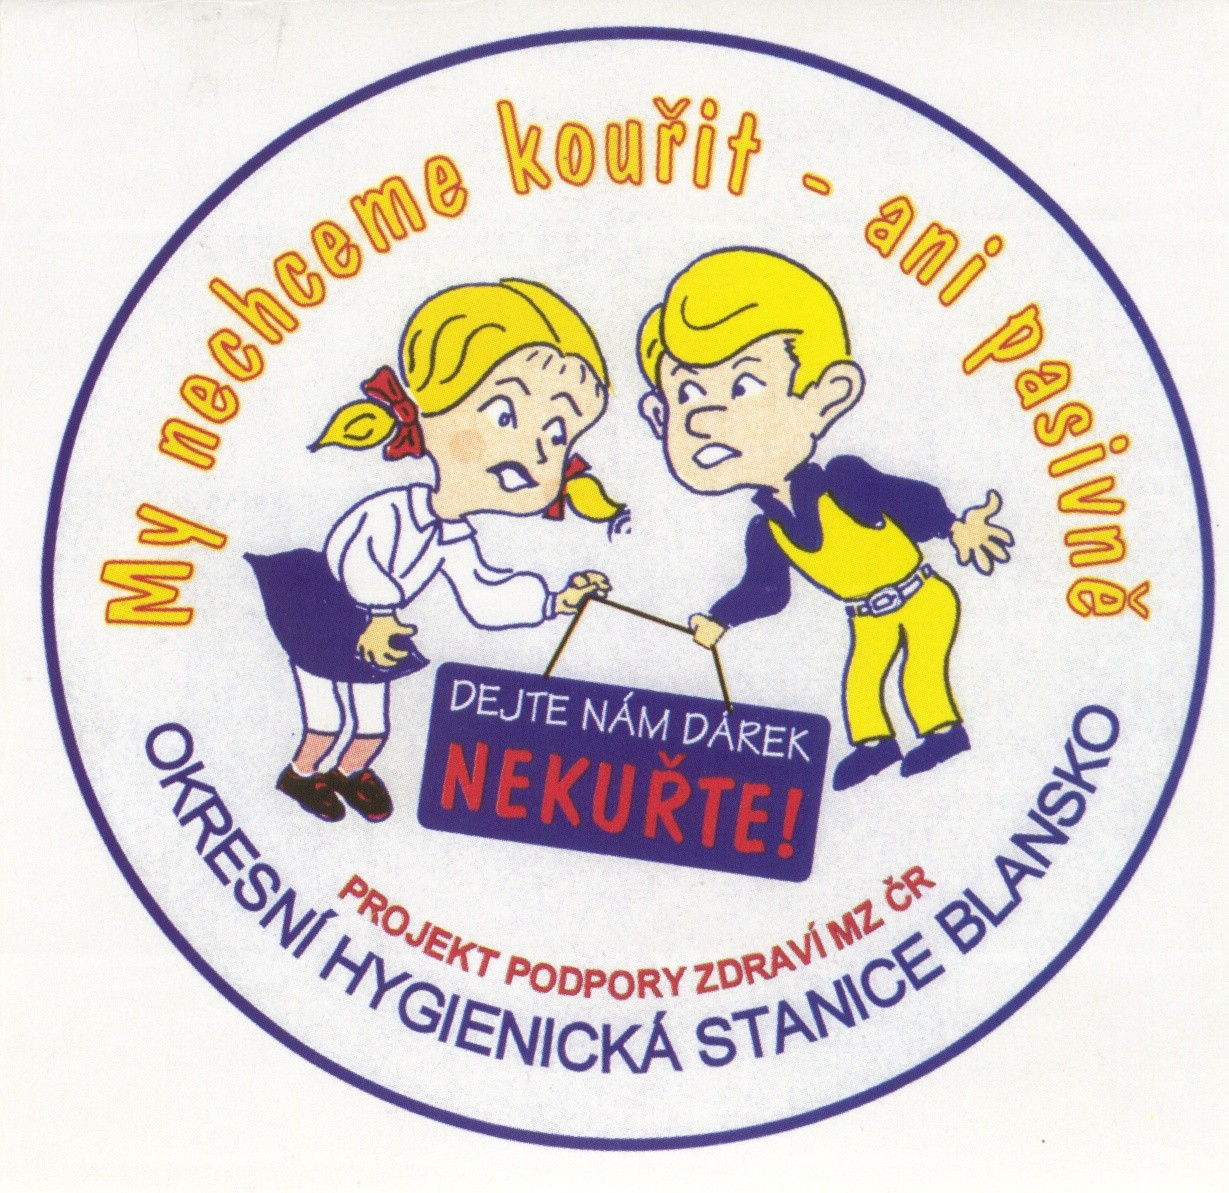 My nechceme kouřit - ani pasivně
DEJTE NÁM DÁREK
NEKUŘTE!
PROJEKT PODPORY ZDRAVÍ MZ ČR
OKRESNÍ HYGIENICKÁ STANICE BLANSKO